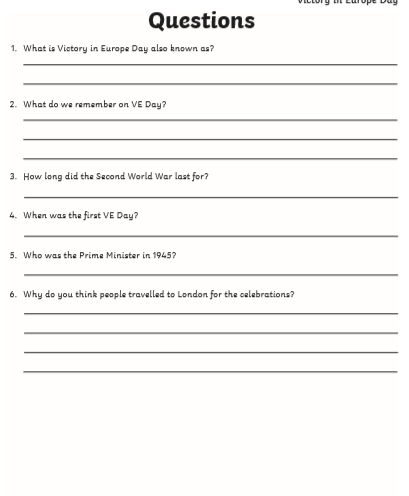 Victory in Europe Day
Questions
1. What is Victory in Europe Day also known as?
2. What do we remember on VE Day?
3. How long did the Second World War last for?
4. When was the first VE Day?
5. Who was the Prime Minister in 1945?
6. Why do you think people travelled to London for the celebrations?